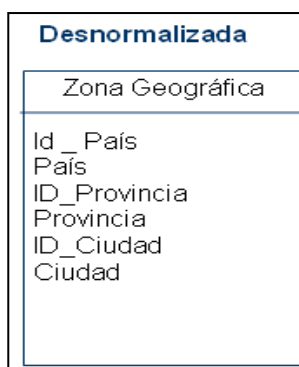 Desnormalizada
Zona Geográfica
Id _ País
País
ID_Provincia
Provincia
ID_Ciudad
Ciudad